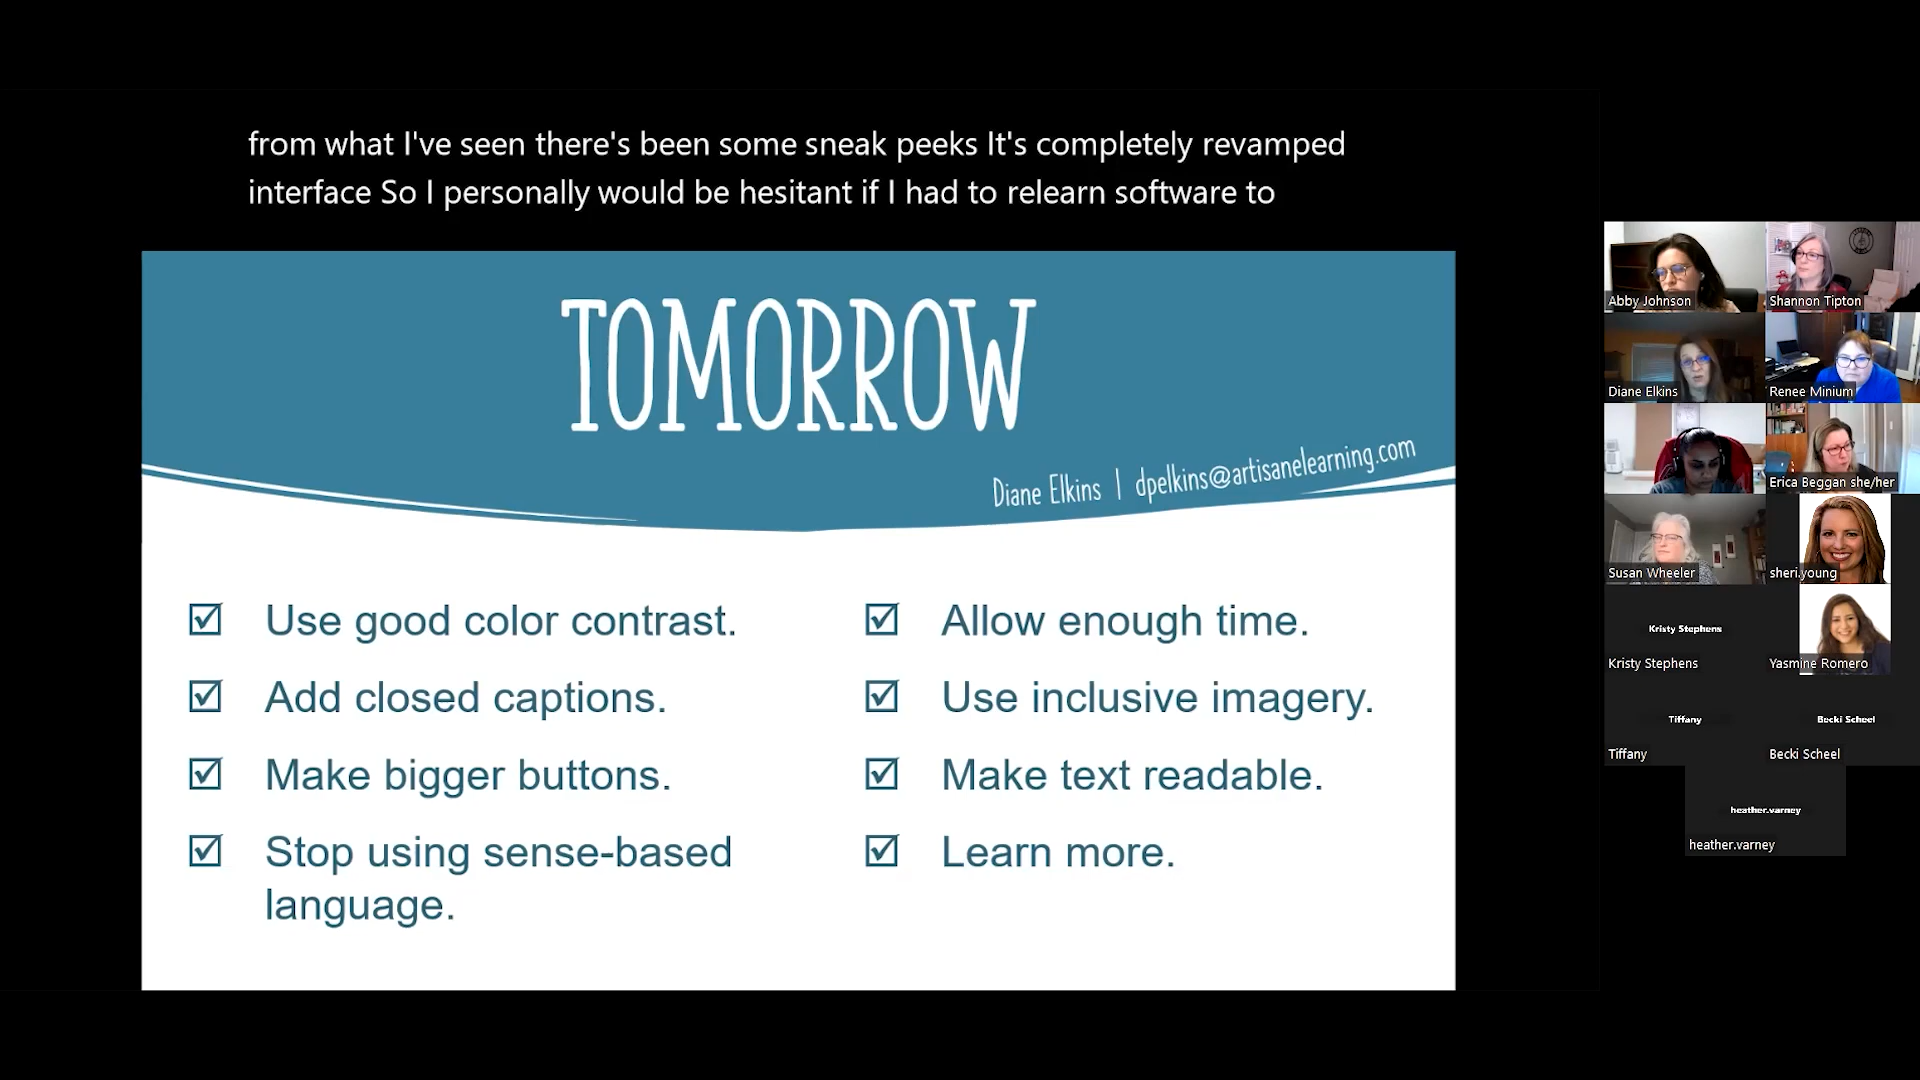 from what I've seen there's been some sneak peeks It's completely revamped
interface So I personally would be hesitant if I had to relearn software to
TOMORROW
Diane Elkins | dpelkins@artisanelearning.com
Use good color contrast.
Add closed captions.
Make bigger buttons.
Stop using sense-based
language.
Allow enough time.
Use inclusive imagery.
Make text readable.
Learn more.
Abby Johnson
Shannon Tipton
Diane Elkins
Renee Minium
Erica Beggan she/her
Susan Wheeler
sheri.young
Kristy Stephens
Kristy Stephens
Yasmine Romero
Tiffany
Tiffany
Becki Scheel
Becki Scheel
heather.varney
heather.varney